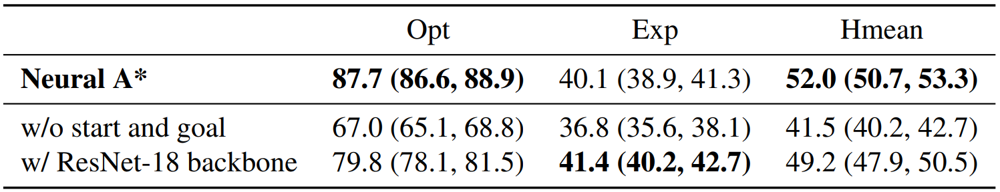 Opt Exp Hmean
Neural A* 87.7 (86.6, 88.9) 40.1 (38.9, 41.3) 52.0 (50.7, 53.3)
w/o start and goal 67.0 (65.1, 68.8) 36.8 (35.6, 38.1) 41.5 (40.2, 42.7)
w/ ResNet-18 backbone 79.8 (78.1, 81.5) 41.4 (40.2, 42.7) 49.2 (47.9, 50.5)